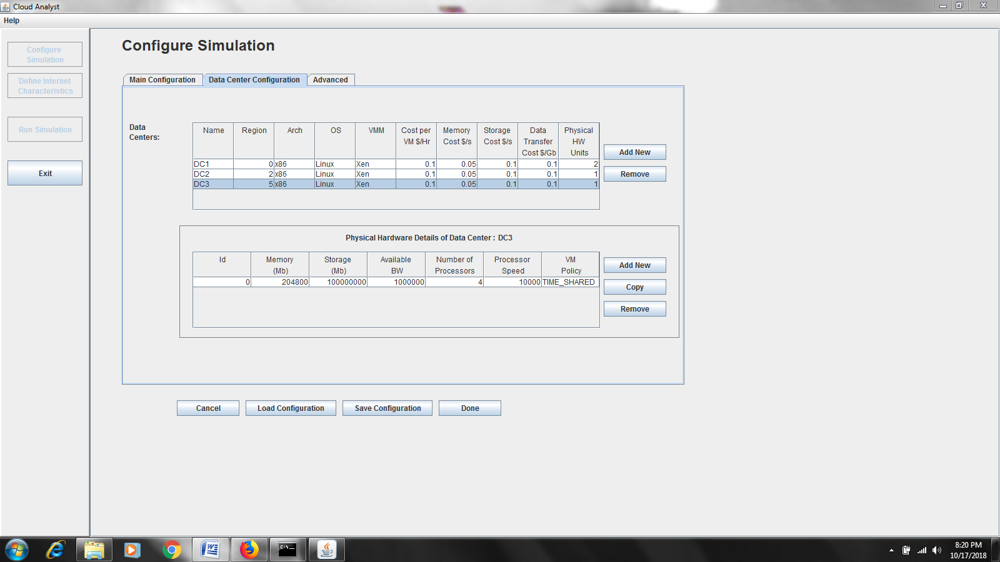 Cloud Analyst
Help
Configure
Simulation
Define Internet
Characteristics
Run Simulation
Exit
Configure Simulation
Main Configuration Data Center Configuration Advanced
Data
Centers:
Name Region Arch OS VMM Cost per VM $/Hr Memory Cost $/s Storage Cost $/s Data Transfer Cost $/Gb Physical HW Units
DC1 0 x86 Linux Xen 0.1 0.05 0.1 0.1 2
DC2 2 x86 Linux Xen 0.1 0.05 0.1 0.1 1
DC3 5 x86 Linux Xen 0.1 0.05 0.1 0.1 1
Add New
Remove
Physical Hardware Details of Data Center : DC3
Id Memory (Mb) Storage (Mb) Available BW Number of Processors Processor Speed VM Policy
0 204800 100000000 1000000 4 10000 TIME_SHARED
Add New
Copy
Remove
Cancel Load Configuration Save Configuration Done
C:\
8:20 PM
10/17/2018